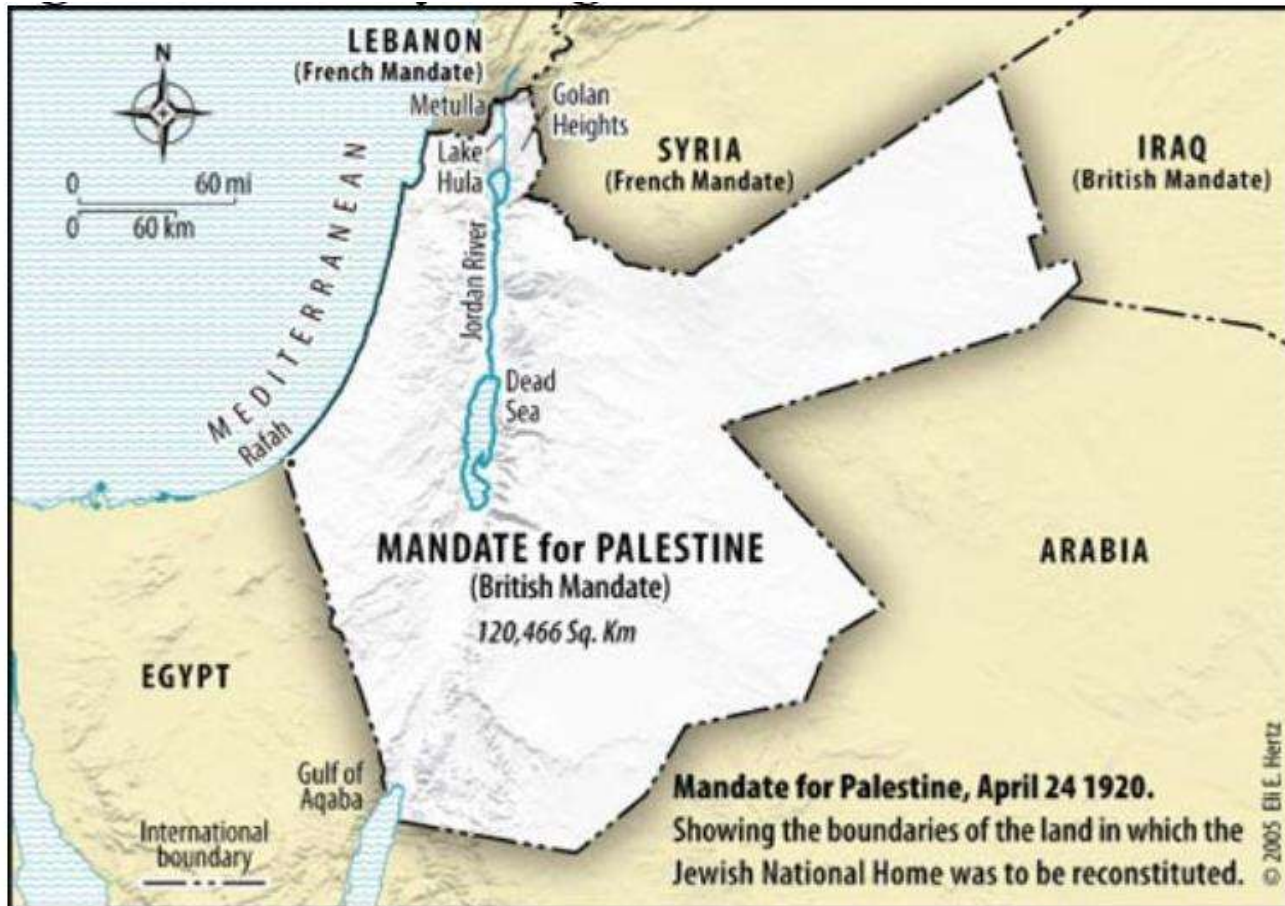 LEBANON
(French Mandate)
N
Metulla
Golan
Heights
Lake
Hula
SYRIA
(French Mandate)
IRAQ
(British Mandate)
0 60 mi
0 60 km
MEDITERRANEAN
Jordan River
Dead
Sea
Rafah
MANDATE for PALESTINE
(British Mandate)
120,466 Sq. Km
ARABIA
EGYPT
Gulf of
Aqaba
International
boundary
Mandate for Palestine, April 24 1920.
Showing the boundaries of the land in which the
Jewish National Home was to be reconstituted.
© 2005 Eli E. Hertz